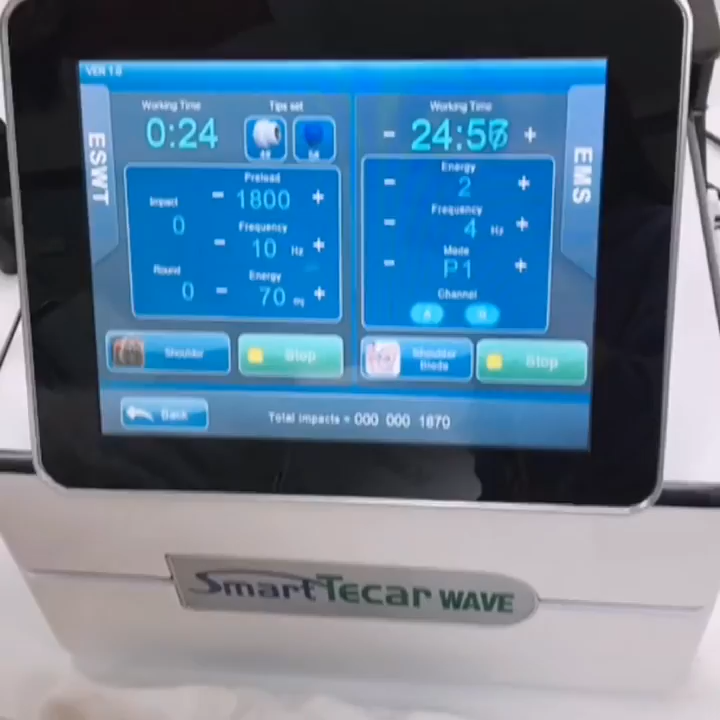 VER 1.0
ESWT
Working Time
0:24
Tips set
Preload
- 1800 +
Impact
0
Frequency
- 10 Hz +
Round
0
Energy
- 70 mj +
Shoulder
Stop
Working Time
- 24:5 +
EMS
Energy
- 2 +
Frequency
- 4 Hz +
Mode
- P1 +
Channel
A B
Shoulder
Blade
Stop
Back
Total impacts = 000 000 1870
SmartTecar WAVE